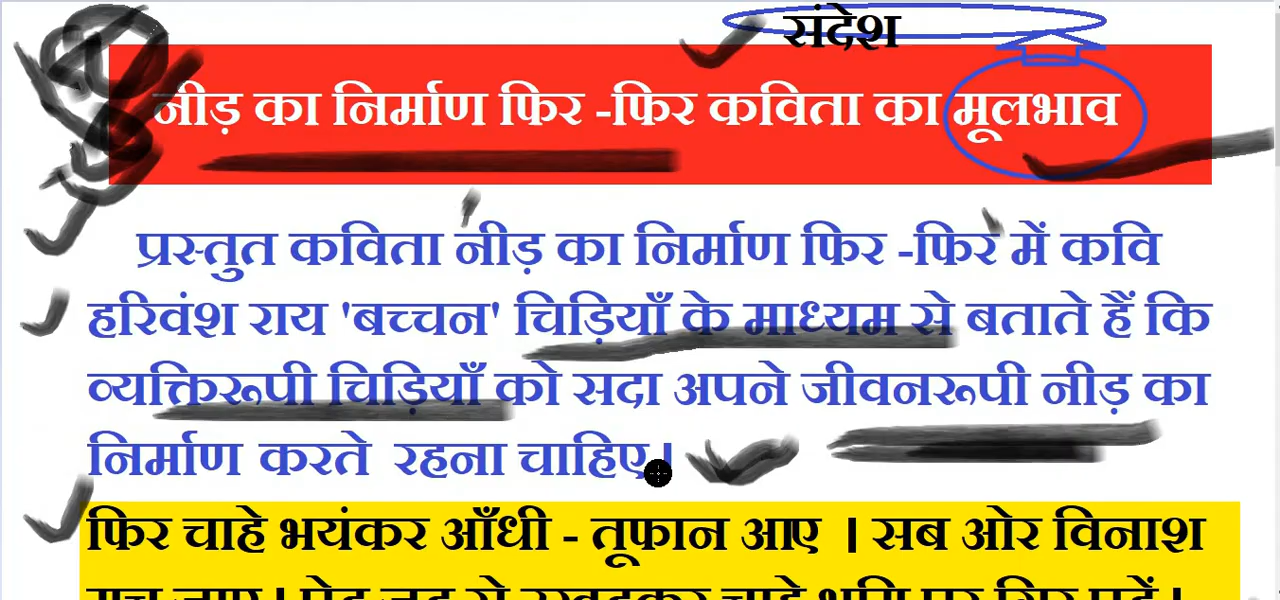 संदेश
नीड़ का निर्माण फिर -फिर कविता का मूलभाव
प्रस्तुत कविता नीड़ का निर्माण फिर -फिर में कवि
हरिवंश राय 'बच्चन' चिड़ियाँ के माध्यम से बताते हैं कि
व्यक्तिरूपी चिड़ियाँ को सदा अपने जीवनरूपी नीड़ का
निर्माण करते रहना चाहिए।
फिर चाहे भयंकर आँधी - तूफान आए । सब ओर विनाश